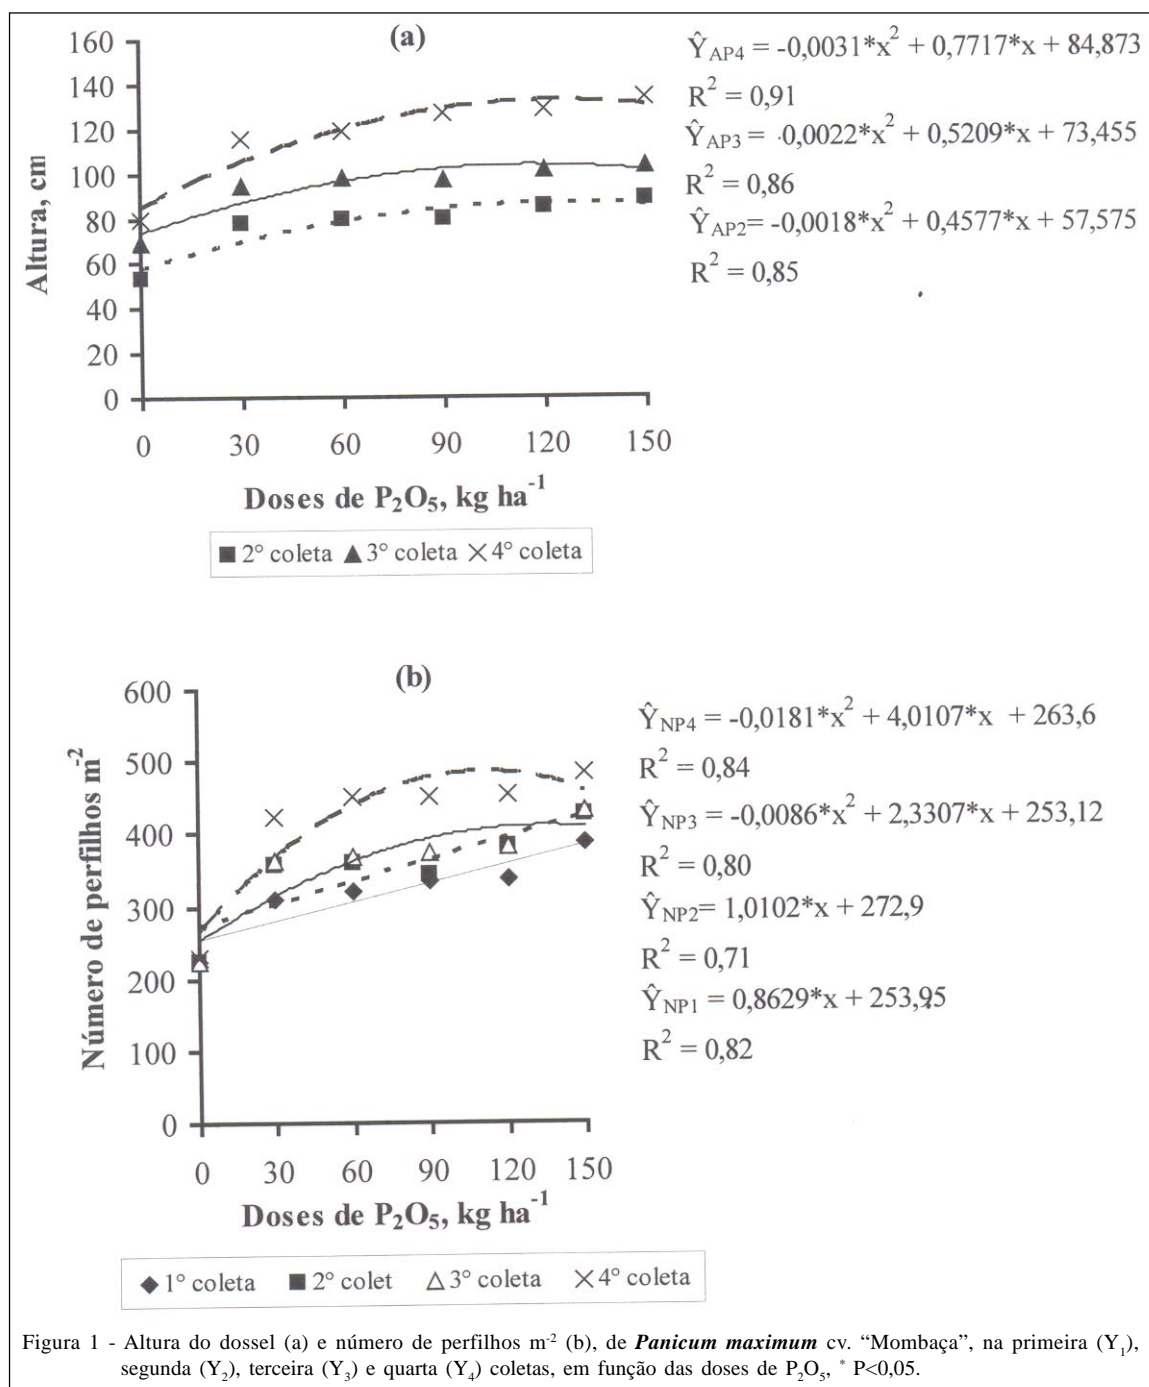 (a)
160
140
120
100
80
60
40
20
0
Altura, cm
0 30 60 90 120 150
Doses de P₂O₅, kg ha⁻¹
■ 2° coleta ▲ 3° coleta × 4° coleta
Ŷ_AP4 = -0,0031*x² + 0,7717*x + 84,873
R² = 0,91
Ŷ_AP3 = -0,0022*x² + 0,5209*x + 73,455
R² = 0,86
Ŷ_AP2= -0,0018*x² + 0,4577*x + 57,575
R² = 0,85
(b)
600
500
400
300
200
100
0
Número de perfilhos m⁻²
0 30 60 90 120 150
Doses de P₂O₅, kg ha⁻¹
◆ 1° coleta ■ 2° colet △ 3° coleta × 4° coleta
Ŷ_NP4 = -0,0181*x² + 4,0107*x + 263,6
R² = 0,84
Ŷ_NP3 = -0,0086*x² + 2,3307*x + 253,12
R² = 0,80
Ŷ_NP2= 1,0102*x + 272,9
R² = 0,71
Ŷ_NP1 = 0,8629*x + 253,95
R² = 0,82
Figura 1 - Altura do dossel (a) e número de perfilhos m⁻² (b), de Panicum maximum cv. “Mombaça”, na primeira (Y₁),
segunda (Y₂), terceira (Y₃) e quarta (Y₄) coletas, em função das doses de P₂O₅, * P<0,05.